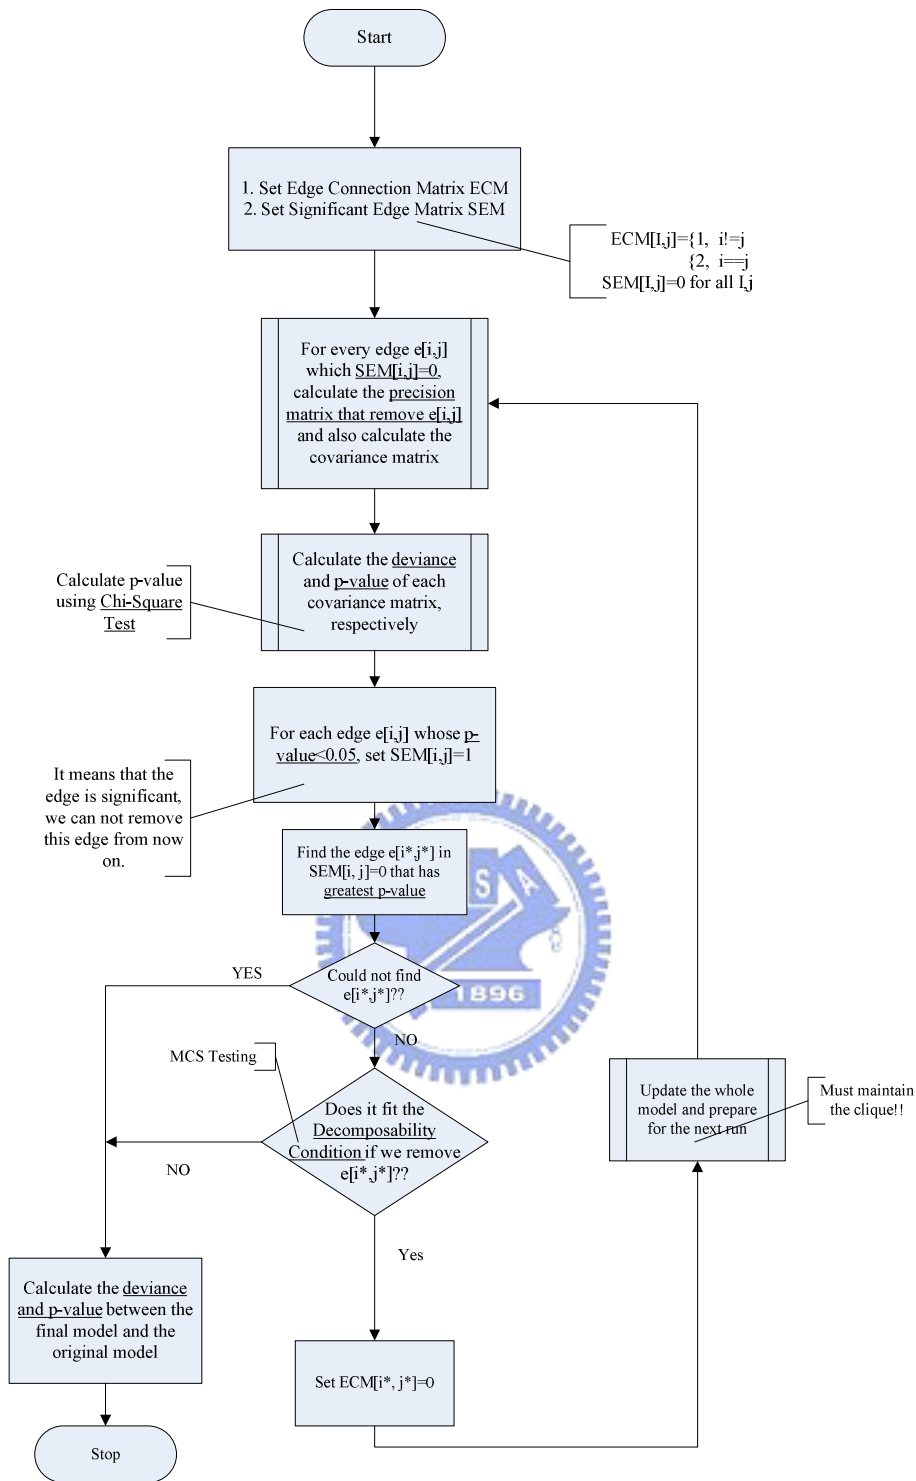 Start
1. Set Edge Connection Matrix ECM
2. Set Significant Edge Matrix SEM
ECM[I,j]={1, i!=j
{2, i==j
SEM[I,j]=0 for all I,j
For every edge e[i,j]
which SEM[i,j]=0,
calculate the precision
matrix that remove e[i,j]
and also calculate the
covariance matrix
Calculate the deviance
and p-value of each
covariance matrix,
respectively
Calculate p-value
using Chi-Square
Test
For each edge e[i,j] whose p-
value<0.05, set SEM[i,j]=1
It means that the
edge is significant,
we can not remove
this edge from now
on.
Find the edge e[i*,j*] in
SEM[i, j]=0 that has
greatest p-value
S A
1896
Could not find
e[i*,j*]??
YES
NO
MCS Testing
Does it fit the
Decomposability
Condition if we remove
e[i*,j*]??
NO
Yes
Update the whole
model and prepare
for the next run
Must maintain
the clique!!
Calculate the deviance
and p-value between the
final model and the
original model
Set ECM[i*, j*]=0
Stop